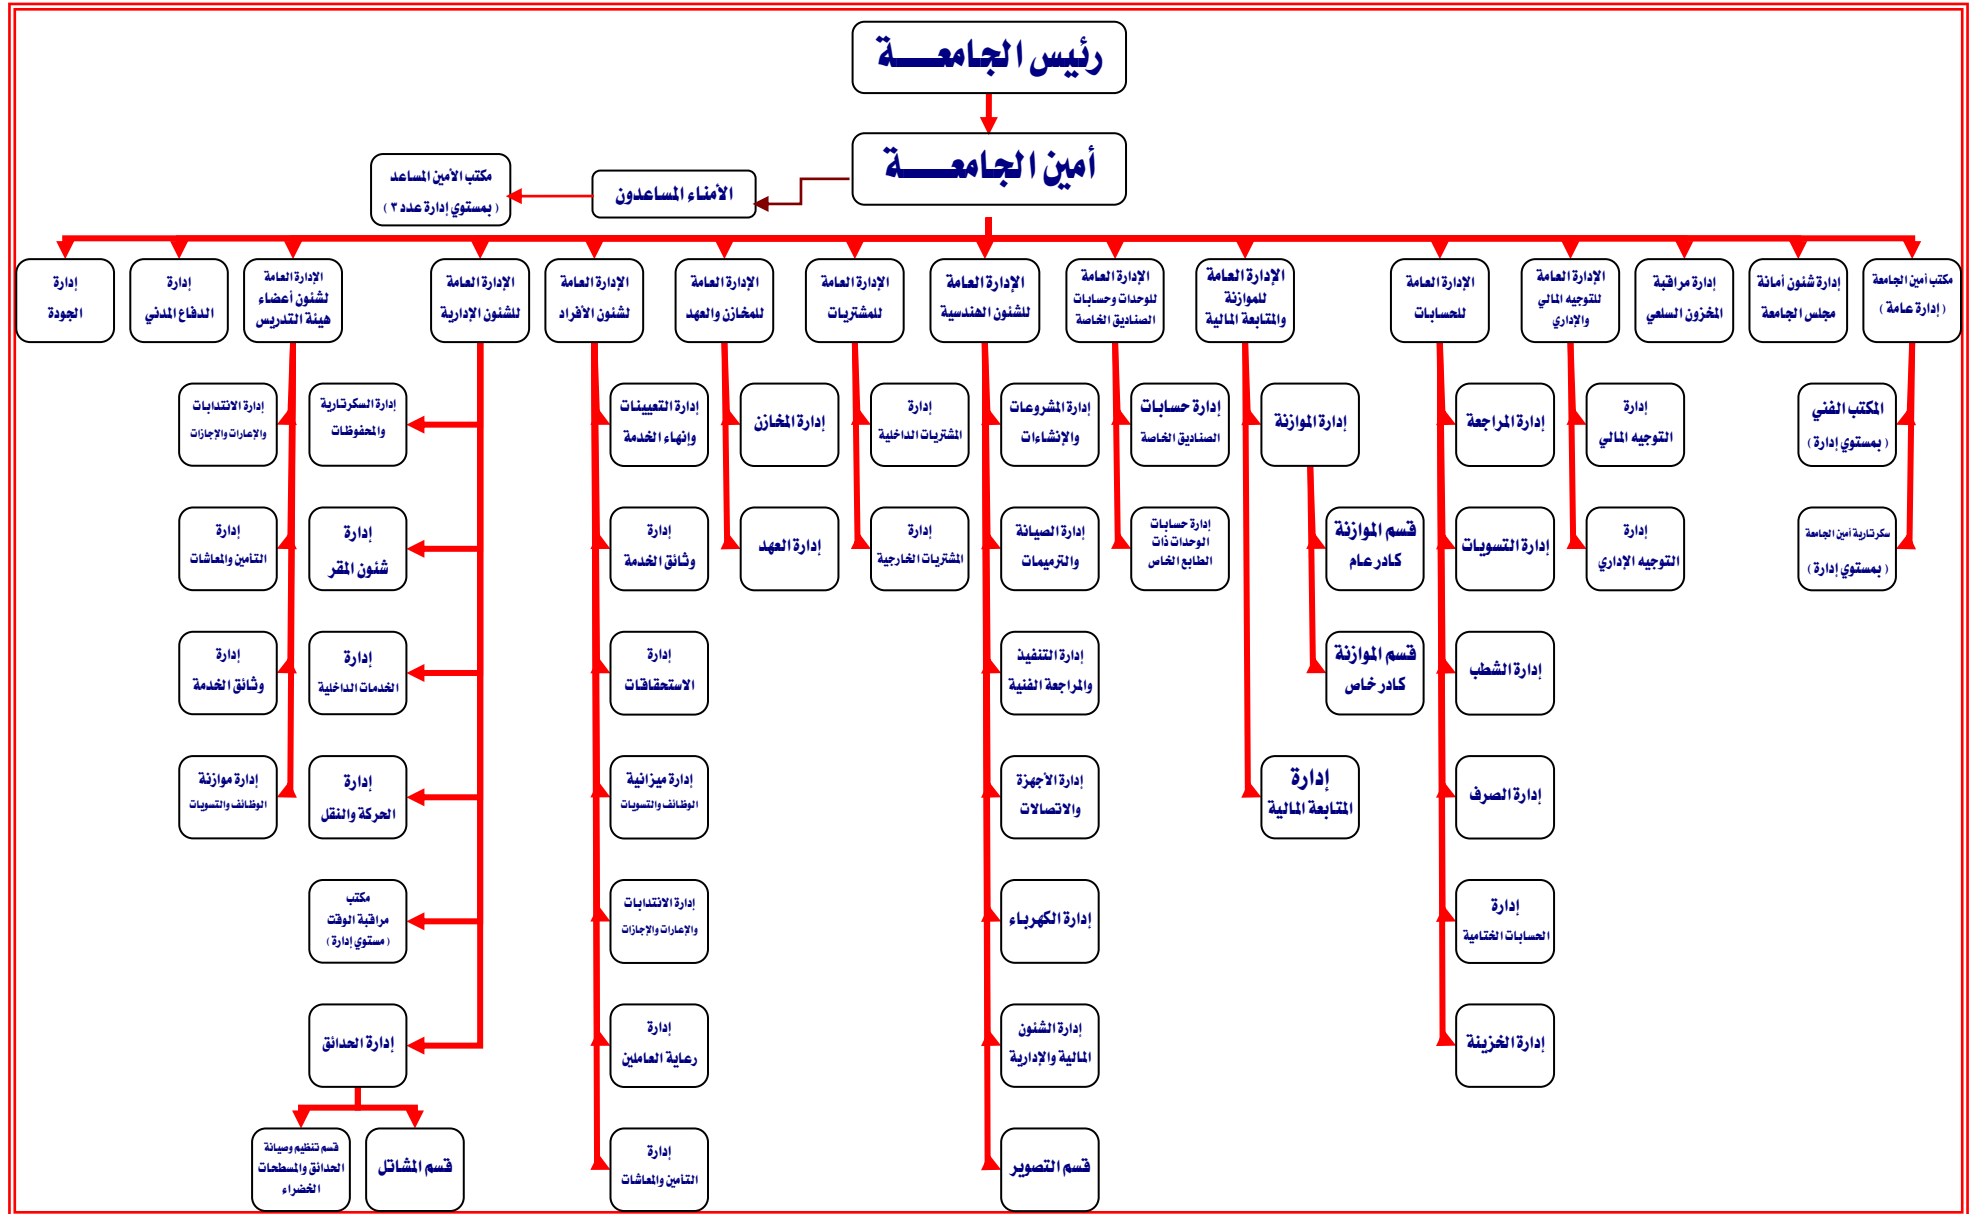 رئيس الجامعـــــة
أمين الجامعـــــة
الأمناء المساعدون
مكتب الأمين المساعد
( بمستوي إدارة عدد ٣ )
مكتب أمين الجامعة
( إدارة عامة )
إدارة شئون أمانة
مجلس الجامعة
إدارة مراقبة
المخزون السلعي
الإدارة العامة
للتوجيه المالي
والإداري
الإدارة العامة
للحسابات
الإدارة العامة
للموازنة
والمتابعة المالية
الإدارة العامة
للوحدات وحسابات
الصناديق الخاصة
الإدارة العامة
للشئون الهندسية
الإدارة العامة
للمشتريات
الإدارة العامة
للمخازن والعهد
الإدارة العامة
لشئون الأفراد
الإدارة العامة
للشئون الإدارية
الإدارة العامة
لشئون أعضاء
هيئة التدريس
إدارة
الدفاع المدني
إدارة
الجودة
المكتب الفني
( بمستوي إدارة )
إدارة
التوجيه المالي
إدارة المراجعة
إدارة الموازنة
إدارة حسابات
الصناديق الخاصة
إدارة المشروعات
والإنشاءات
إدارة
المشتريات الداخلية
إدارة المخازن
إدارة التعيينات
وإنهاء الخدمة
إدارة السكرتارية
والمحفوظات
إدارة الانتدابات
والإعارات والإجازات
سكرتارية أمين الجامعة
( بمستوي إدارة )
إدارة
التوجيه الإداري
إدارة التسويات
قسم الموازنة
كادر عام
إدارة حسابات
الوحدات ذات
الطابع الخاص
إدارة الصيانة
والترميمات
إدارة
المشتريات الخارجية
إدارة العهد
إدارة
وثائق الخدمة
إدارة
شئون المقر
إدارة
التأمين والمعاشات
إدارة الشطب
قسم الموازنة
كادر خاص
إدارة التنفيذ
والمراجعة الفنية
إدارة
الاستحقاقات
إدارة
الخدمات الداخلية
إدارة
وثائق الخدمة
إدارة الصرف
إدارة
المتابعة المالية
إدارة الأجهزة
والاتصالات
إدارة ميزانية
الوظائف والتسويات
إدارة
الحركة والنقل
إدارة موازنة
الوظائف والتسويات
إدارة
الحسابات الختامية
إدارة الكهرباء
إدارة الانتدابات
والإعارات والإجازات
مكتب
مراقبة الوقت
( مستوي إدارة )
إدارة الخزينة
إدارة الشئون
المالية والإدارية
إدارة
رعاية العاملين
إدارة الحدائق
قسم التصوير
إدارة
التأمين والمعاشات
قسم المشاتل
قسم تنظيم وصيانة
الحدائق والمسطحات
الخضراء